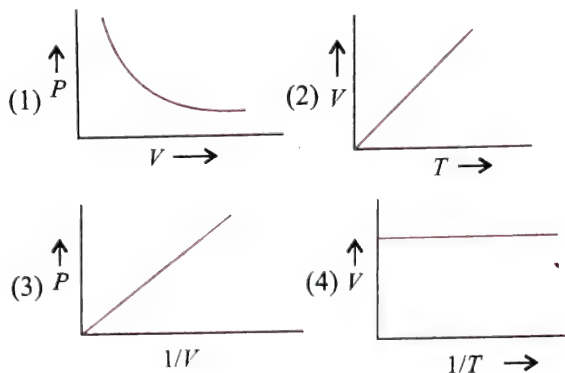 (1) P
V
(2) V
T
(3) P
1/V
(4) V
1/T